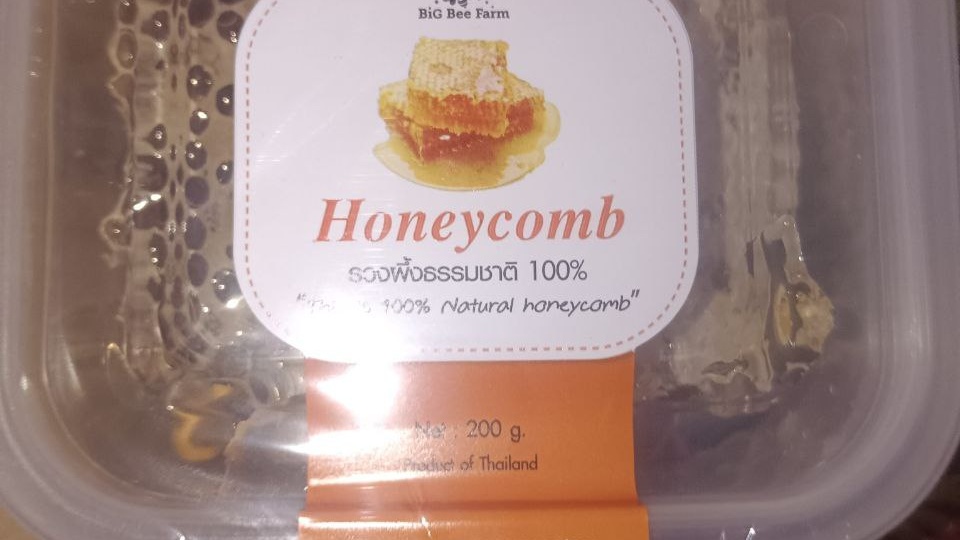 BiG Bee Farm
Honeycomb
รวงผึ้งธรรมชาติ 100%
100% Natural honeycomb"
Net : 200 g.
Product of Thailand